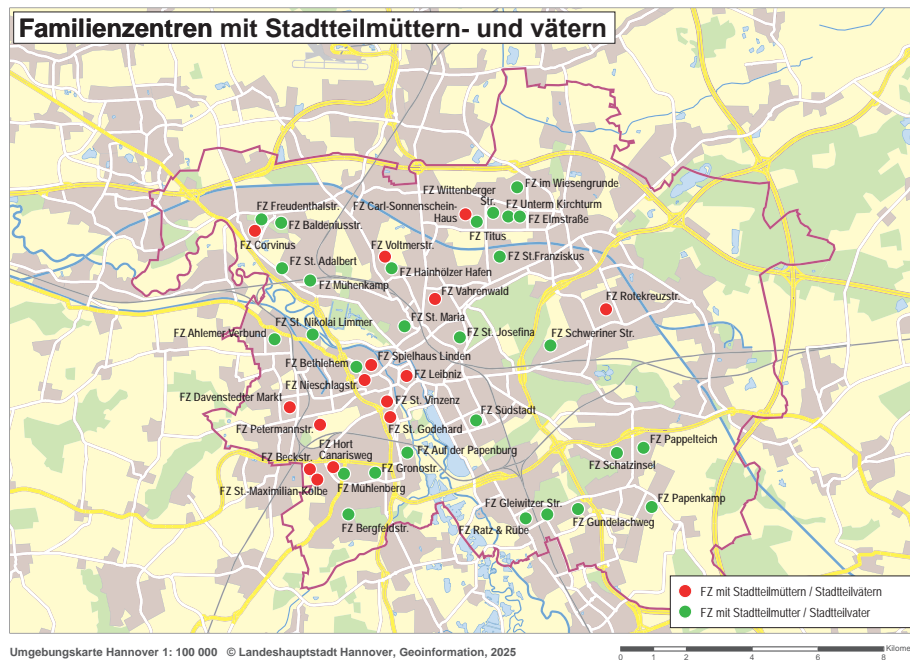 Familienzentren mit Stadtteilmüttern- und vätern
FZ Wittenberger
Str.
FZ im Wiesengrunde
FZ Carl-Sonnenschein-
Haus
FZ Unterm Kirchturm
FZ Elmstraße
FZ Titus
FZ Freudenthalstr.
FZ Baldeniusstr.
FZ Corvinus
FZ Voltmerstr.
FZ St.Franziskus
FZ St. Adalbert
FZ Hainhölzer Hafen
FZ Mühenkamp
FZ Vahrenwald
FZ Rotekreuzstr.
FZ St. Nikolai Limmer
FZ St. Maria
FZ Ahlemer Verbund
FZ St. Josefina
FZ Schweriner Str.
FZ Spielhaus Linden
FZ Bethlehem
FZ Leibniz
FZ Nieschlagstr.
FZ Davenstedter Markt
FZ St. Vinzenz
FZ Südstadt
FZ Petermannstr.
FZ St. Godehard
FZ Pappelteich
FZ Hort
Canarisweg
FZ Auf der Papenburg
FZ Beckstr.
FZ Schatzinsel
FZ Gronostr.
FZ St.-Maximilian-Kolbe
FZ Mühlenberg
FZ Gleiwitzer Str.
FZ Papenkamp
FZ Bergfeldstr.
FZ Ratz & Rübe
FZ Gundelachweg
FZ mit Stadtteilmüttern / Stadtteilvätern
FZ mit Stadtteilmutter / Stadtteilvater
Umgebungskarte Hannover 1: 100 000 © Landeshauptstadt Hannover, Geoinformation, 2025
Kilome
0 1 2 4 6 8